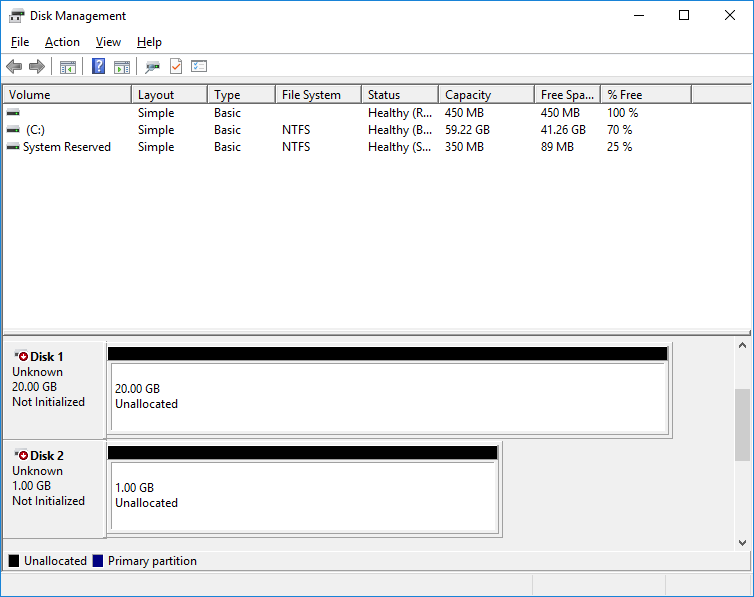 Disk Management
File Action View Help
Volume Layout Type File System Status Capacity Free Spa... % Free
Simple Basic Healthy (R... 450 MB 450 MB 100 %
(C:) Simple Basic NTFS Healthy (B... 59.22 GB 41.26 GB 70 %
System Reserved Simple Basic NTFS Healthy (S... 350 MB 89 MB 25 %
Disk 1
Unknown
20.00 GB
Not Initialized
20.00 GB
Unallocated
Disk 2
Unknown
1.00 GB
Not Initialized
1.00 GB
Unallocated
Unallocated Primary partition